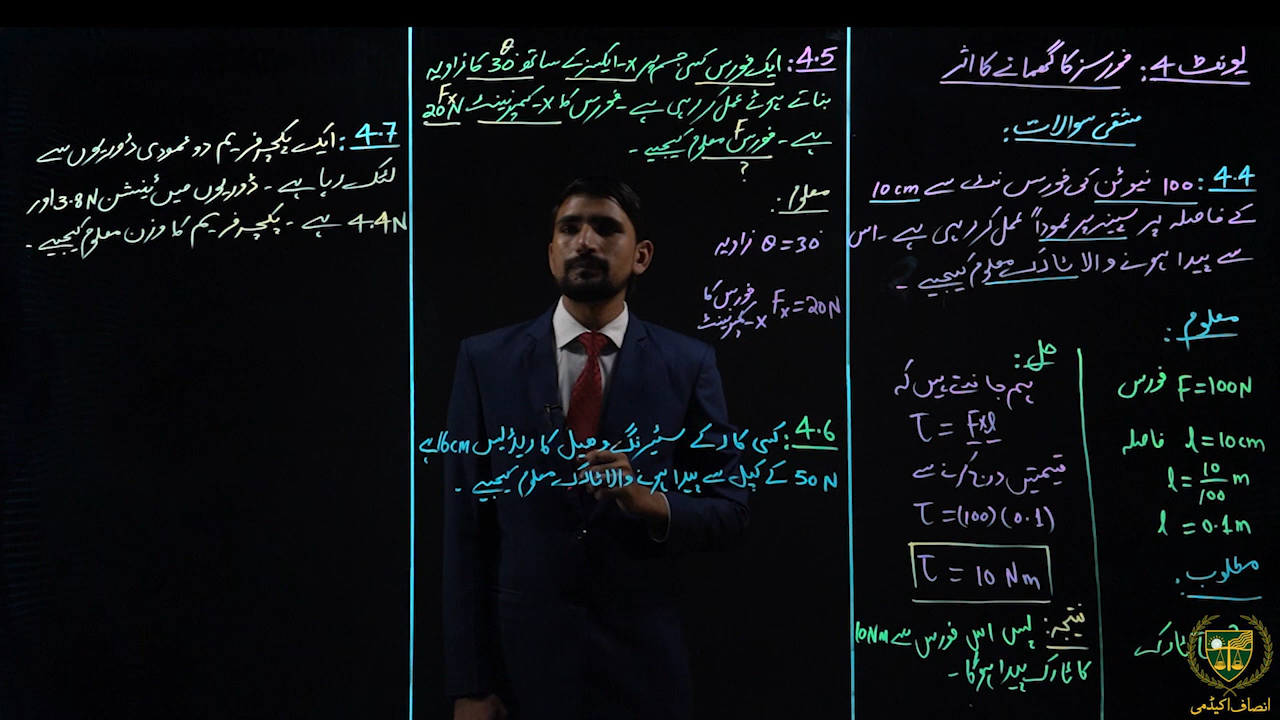 یونٹ 4: فورسز کا گھمانے کا اثر
مشقی سوالات:
4.4: 100 نیوٹن کی فورس نٹ سے 10cm
کے فاصلہ پر سپینر پر عموداً عمل کر رہی ہے۔ اس
سے پیدا ہونے والا ٹارک معلوم کیجیے۔
معلوم:
فورس F = 100N
فاصلہ l = 10cm
l = 10/100 m
l = 0.1m
مطلوب:
ٹارک
حل:
ہم جانتے ہیں کہ
τ = F×l
قیمتیں درج کرنے سے
τ = (100)(0.1)
τ = 10 Nm
نتیجہ: پس اس فورس سے 10Nm
کا ٹارک پیدا ہوگا۔
4.5: ایک فورس کسی جسم پر x-ایکسز کے ساتھ 30° کا زاویہ
θ
بناتے ہوئے عمل کر رہی ہے۔ فورس کا x-کمپوننٹ 20N
Fx
ہے۔ فورس معلوم کیجیے۔
F
?
معلوم:
زاویہ θ = 30°
فورس کا
x-کمپوننٹ Fx = 20N
4.6: کسی کار کے سٹیئرنگ وھیل کا ریڈیس 16cm ہے
50N کے کپل سے پیدا ہونے والا ٹارک معلوم کیجیے۔
4.7: ایک پکچر فریم دو عمودی ڈوریوں سے
لٹک رہا ہے۔ ڈوریوں میں ٹینشن 3.8N اور
4.4N ہے۔ پکچر فریم کا وزن معلوم کیجیے۔
انصاف اکیڈمی